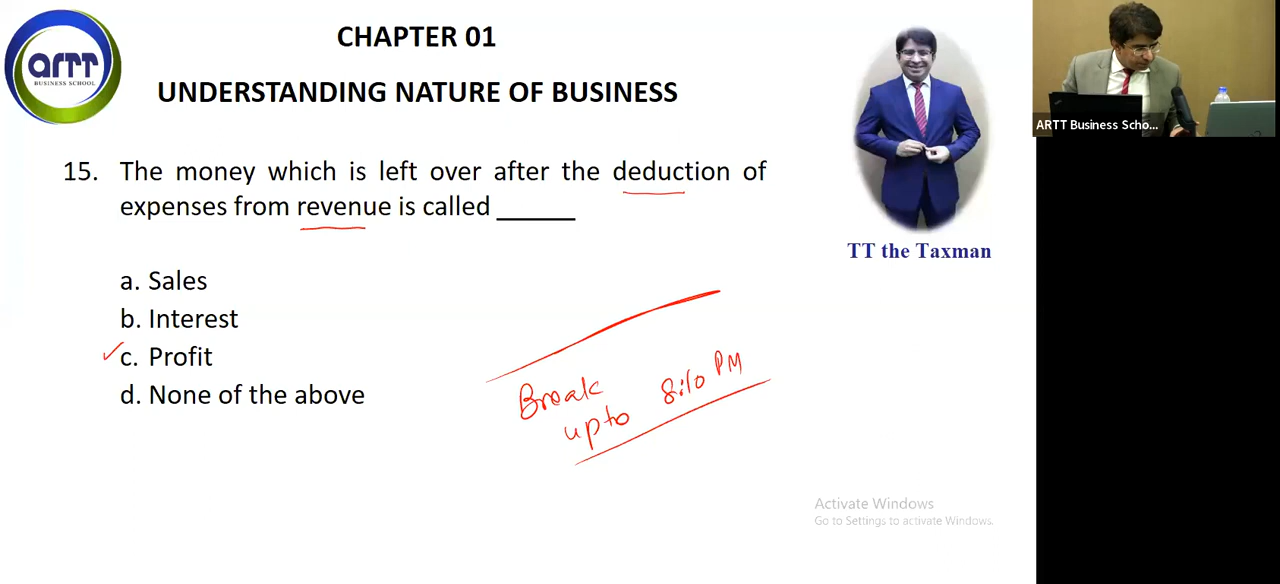 CHAPTER 01
UNDERSTANDING NATURE OF BUSINESS
artt
BUSINESS SCHOOL
15. The money which is left over after the deduction of
expenses from revenue is called ______
a. Sales
b. Interest
c. Profit
d. None of the above
Break
upto 8:10 PM
TT the Taxman
ARTT Business Scho...
Activate Windows
Go to Settings to activate Windows.